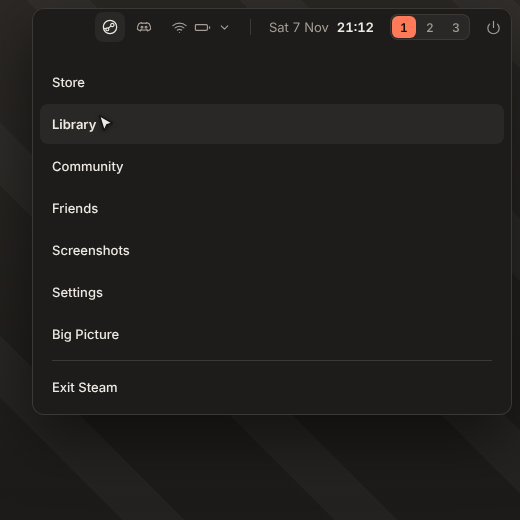 Sat 7 Nov 21:12 1 2 3
Store
Library
Community
Friends
Screenshots
Settings
Big Picture
Exit Steam